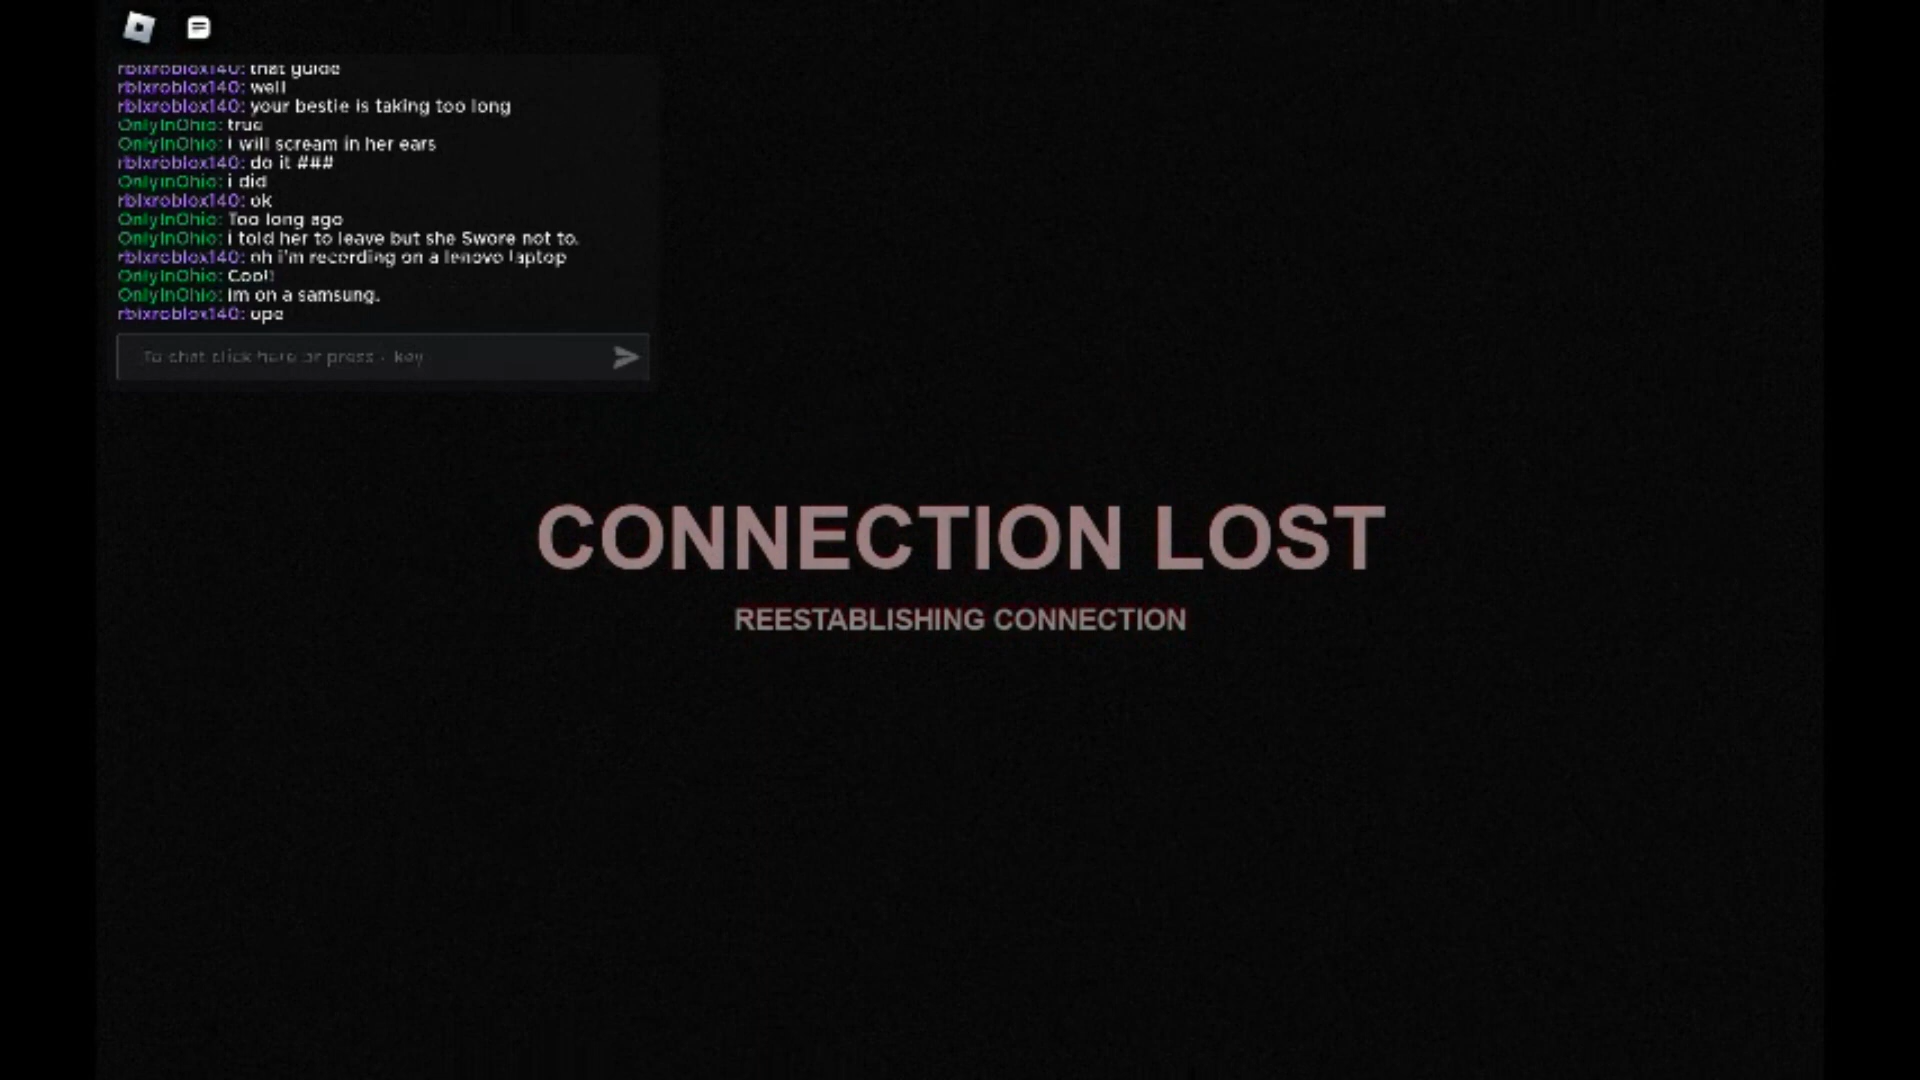 rblxroblox140: that guide
rblxroblox140: well
rblxroblox140: your bestie is taking too long
OnlyInOhio: true
OnlyInOhio: i will scream in her ears
rblxroblox140: do it ###
OnlyInOhio: i did
rblxroblox140: ok
OnlyInOhio: Too long ago
OnlyInOhio: i told her to leave but she Swore not to.
rblxroblox140: oh i'm recording on a lenovo laptop
OnlyInOhio: Cool!
OnlyInOhio: im on a samsung.
rblxroblox140: ope
To chat click here or press / key
CONNECTION LOST
REESTABLISHING CONNECTION